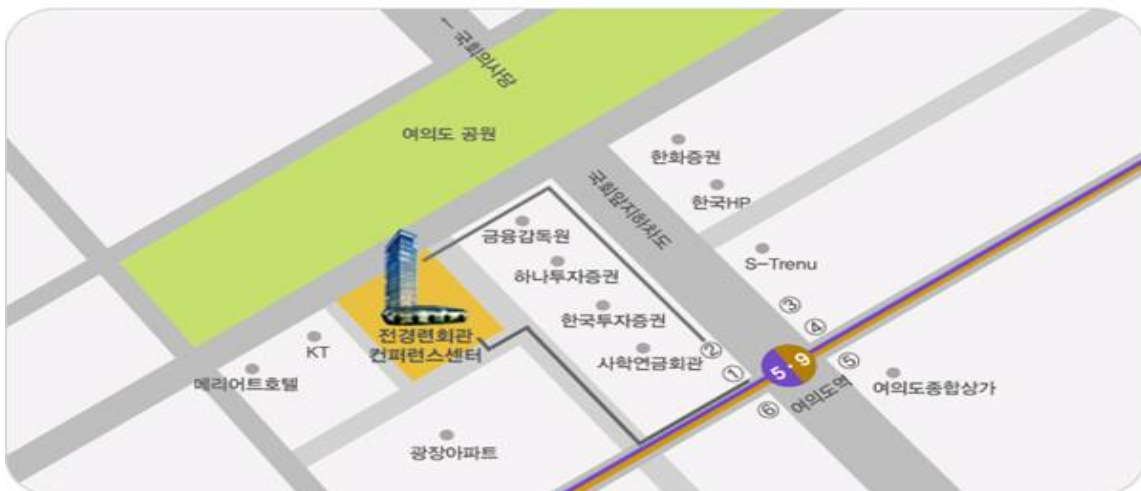 ← 국회의사당
여의도 공원
한화증권
국회앞지하차도
한국HP
금융감독원
S-Trenu
하나투자증권
③
한국투자증권
④
전경련회관
컨퍼런스센터
KT
②
사학연금회관
①
5·9
⑤
메리어트호텔
여의도역
여의도종합상가
⑥
광장아파트